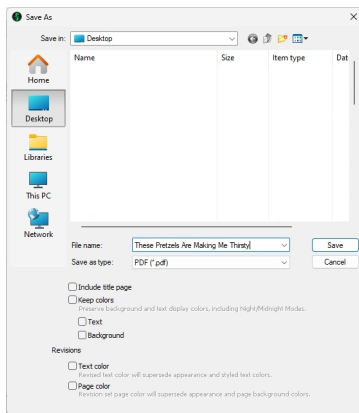 Save As
Save in: Desktop
Name Size Item type Dat
Home
Desktop
Libraries
This PC
Network
File name: These Pretzels Are Making Me Thirsty Save
Save as type: PDF (*.pdf) Cancel
Include title page
Keep colors
Preserve background and text display colors, including Night/Midnight Modes.
Text
Background
Revisions
Text color
Revised text color will supersede appearance and styled text colors.
Page color
Revision set page color will supersede appearance and page background colors.